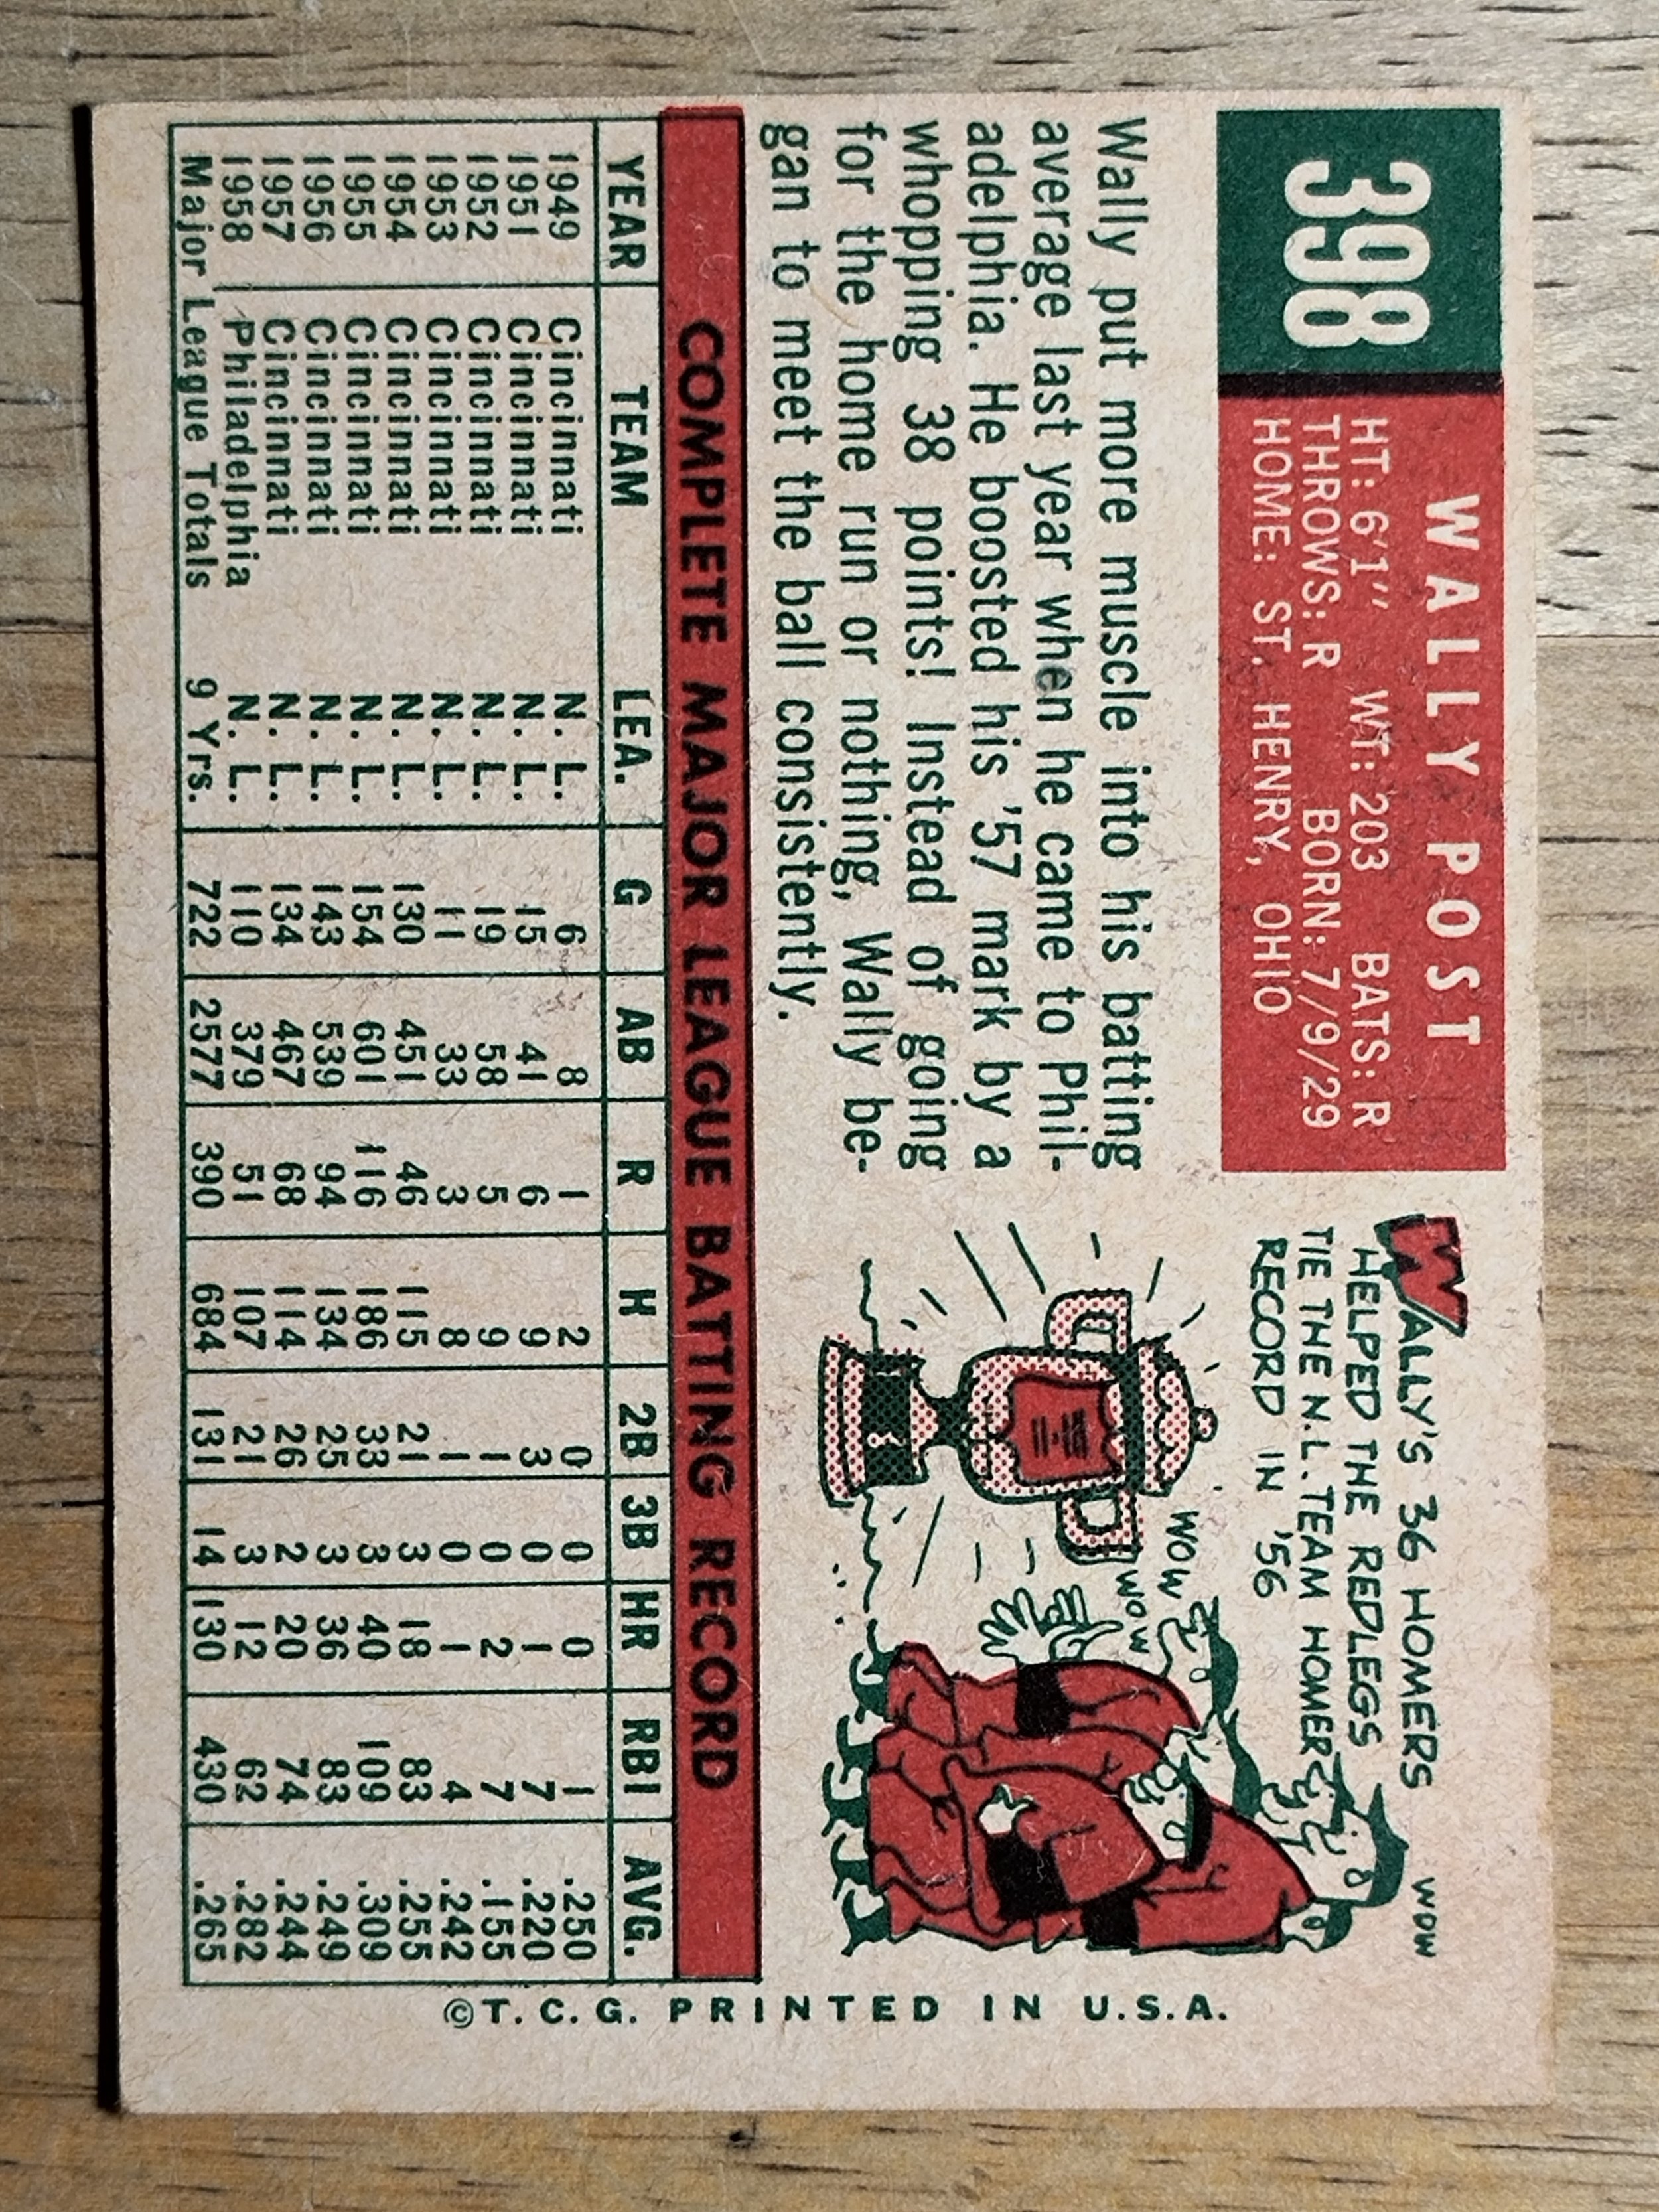 398
WALLY POST
HT: 6'1" WT: 203 BATS: R
THROWS: R BORN: 7/9/29
HOME: ST. HENRY, OHIO
Wally put more muscle into his batting
average last year when he came to Phil-
adelphia. He boosted his '57 mark by a
whopping 38 points! Instead of going
for the home run or nothing, Wally be-
gan to meet the ball consistently.
WALLY'S 36 HOMERS
HELPED THE REDLEGS
TIE THE N.L. TEAM HOMER
RECORD IN '56
WOW
WOW
WOW
COMPLETE MAJOR LEAGUE BATTING RECORD
YEAR TEAM LEA. G AB R H 2B 3B HR RBI AVG.
1949 Cincinnati N. L. 6 8 1 2 0 0 0 1 .250
1951 Cincinnati N. L. 15 41 6 9 3 0 1 7 .220
1952 Cincinnati N. L. 19 58 5 9 1 0 2 7 .155
1953 Cincinnati N. L. 11 33 3 8 1 0 1 4 .242
1954 Cincinnati N. L. 130 451 46 115 21 3 18 83 .255
1955 Cincinnati N. L. 154 601 116 186 33 3 40 109 .309
1956 Cincinnati N. L. 143 539 94 134 25 3 36 83 .249
1957 Cincinnati N. L. 134 467 68 114 26 2 20 74 .244
1958 Philadelphia N. L. 110 379 51 107 21 3 12 62 .282
Major League Totals 9 Yrs. 722 2577 390 684 131 14 130 430 .265
©T.C.G. PRINTED IN U.S.A.